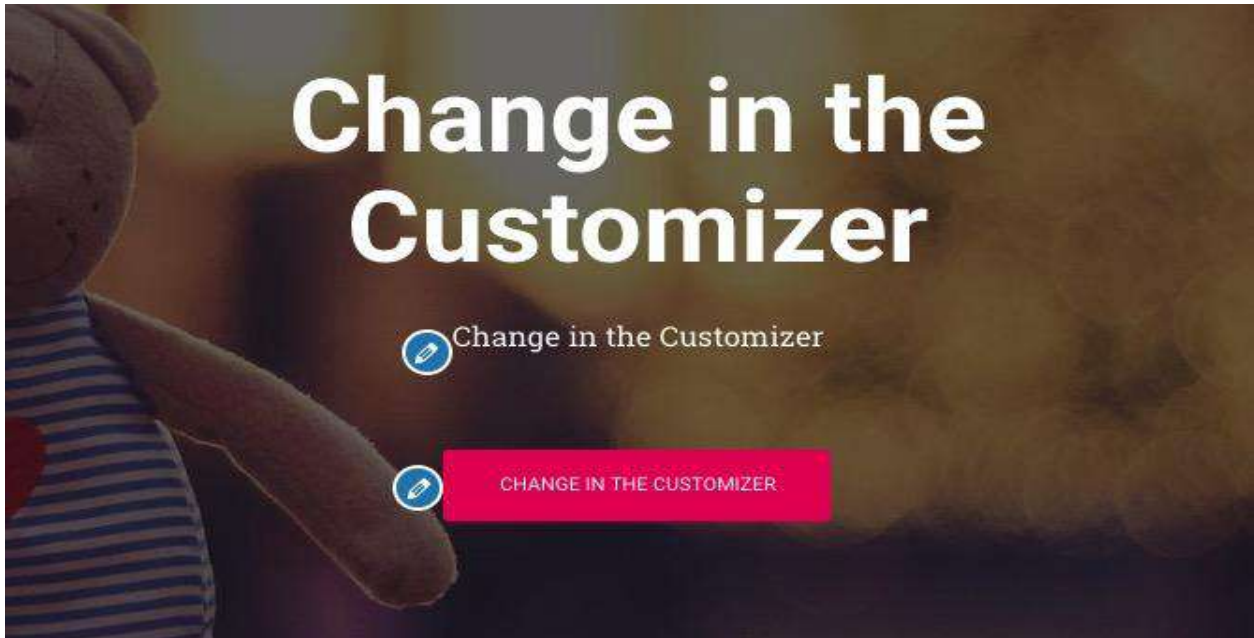 Change in the
Customizer
Change in the Customizer
CHANGE IN THE CUSTOMIZER